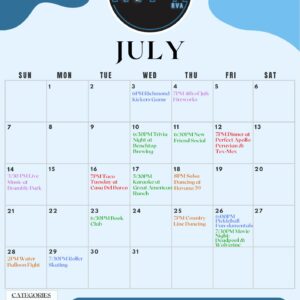 RVA
JULY
SUN MON TUE WED THU FRI SAT
1 2 3 4 5 6
6PM Richmond
Kickers Game
7PM
Fireworks
7 8 9 10 11 12 13
6:30PM Trivia
Night at
Benchtop
Brewing
6:30PM New
Friend Social
7PM Dinner at
Perfect Apollo
Peruvian &
Tex-Mex
14 15 16 17 18 19 20
3:30 PM Live
Music at
Bramble Park
7PM Taco
Tuesday at
Casa Del Barco
7:30PM
Karaoke at
Great American
Ranch
8PM Salsa
Dancing at
Havana 59
21 22 23 24 25 26 27
6:30PM Book
Club
7PM Country
Line Dancing
6:00PM
Pickleball
Fun-damentals
7:30PM Movie
Night:
Deadpool &
Wolverine
28 29 30 31
2PM Water
Balloon Fight
7:30PM Roller
Skating
CATEGORIES